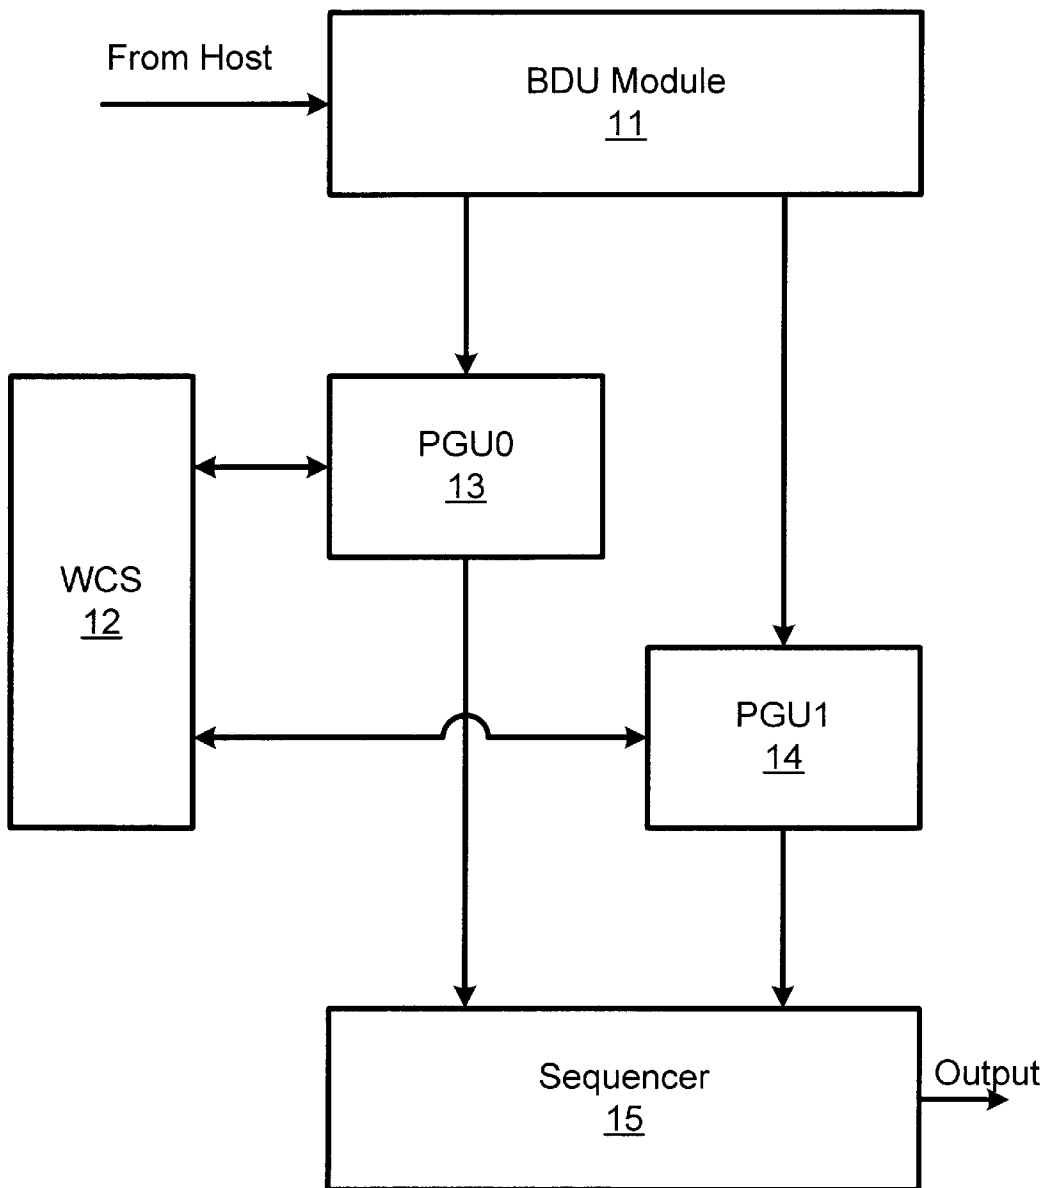 From Host
BDU Module
11
PGU0
13
WCS
12
PGU1
14
Sequencer
15
Output